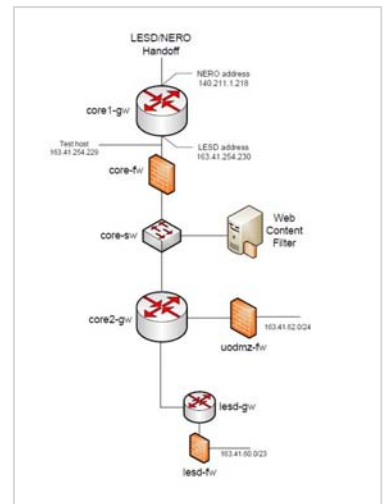 LESD/NERO
Handoff
NERO address
140.211.1.218
core1-gw
Test host
163.41.254.229
LESD address
163.41.254.230
core-fw
core-sw
Web
Content
Filter
core2-gw
163.41.62.0/24
uodmz-fw
lesd-gw
163.41.60.0/23
lesd-fw